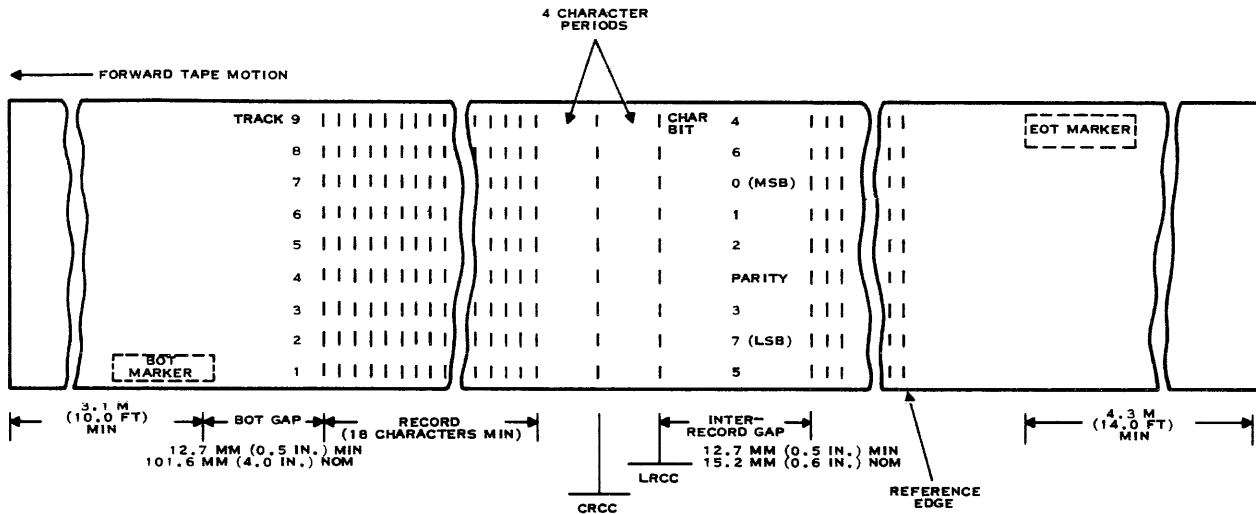 4 CHARACTER
PERIODS
FORWARD TAPE MOTION
TRACK 9
8
7
6
5
4
3
2
1
CHAR
BIT
4
6
0 (MSB)
1
2
PARITY
3
7 (LSB)
5
EOT MARKER
BOT
MARKER
3.1 M
(10.0 FT)
MIN
BOT GAP
12.7 MM (0.5 IN.) MIN
101.6 MM (4.0 IN.) NOM
RECORD
(18 CHARACTERS MIN)
CRCC
LRCC
INTER-
RECORD GAP
12.7 MM (0.5 IN.) MIN
15.2 MM (0.6 IN.) NOM
REFERENCE
EDGE
4.3 M
(14.0 FT)
MIN